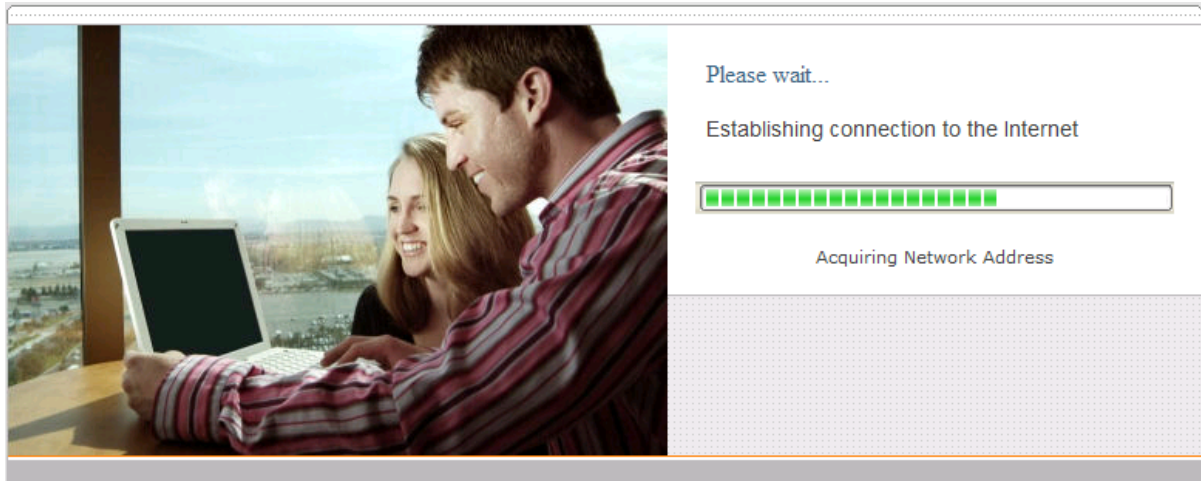 Please wait...
Establishing connection to the Internet
Acquiring Network Address